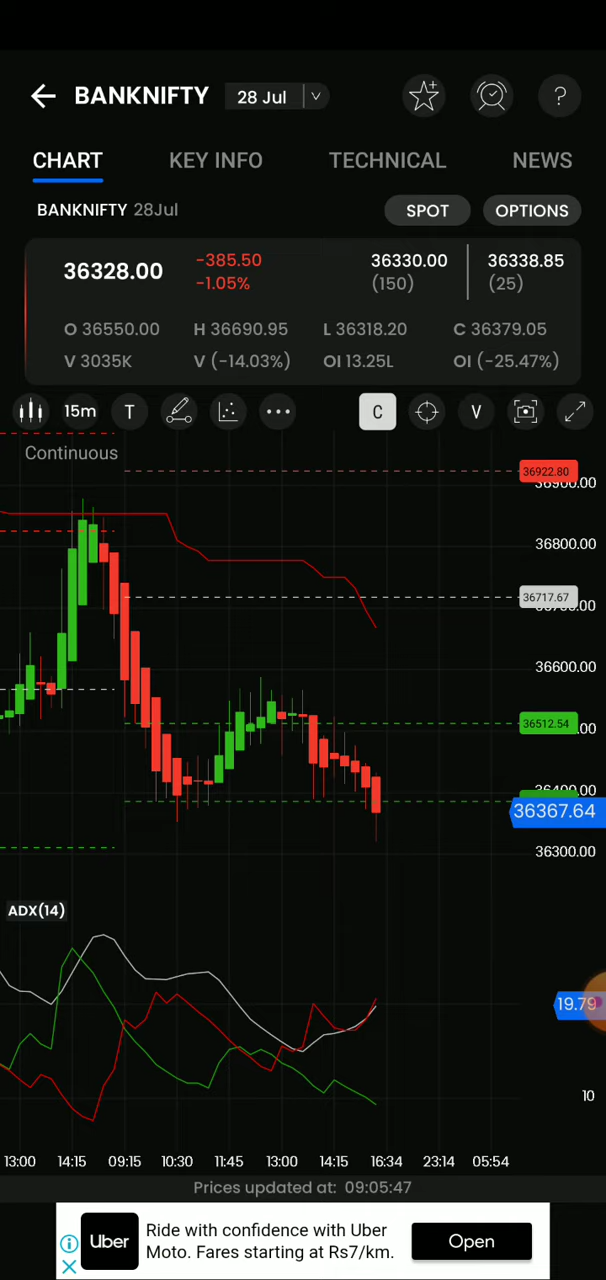 BANKNIFTY 28 Jul
?
CHART KEY INFO TECHNICAL NEWS
BANKNIFTY 28Jul SPOT OPTIONS
36328.00 -385.50 -1.05% 36330.00 (150) 36338.85 (25)
O 36550.00 H 36690.95 L 36318.20 C 36379.05
V 3035K V (-14.03%) OI 13.25L OI (-25.47%)
15m T C V
Continuous
36922.80
36900.00
36800.00
36717.67
36600.00
36512.54
36400.00
36367.64
36300.00
ADX(14)
19.79
10
13:00 14:15 09:15 10:30 11:45 13:00 14:15 16:34 23:14 05:54
Prices updated at: 09:05:47
Uber
Ride with confidence with Uber
Moto. Fares starting at Rs7/km.
Open